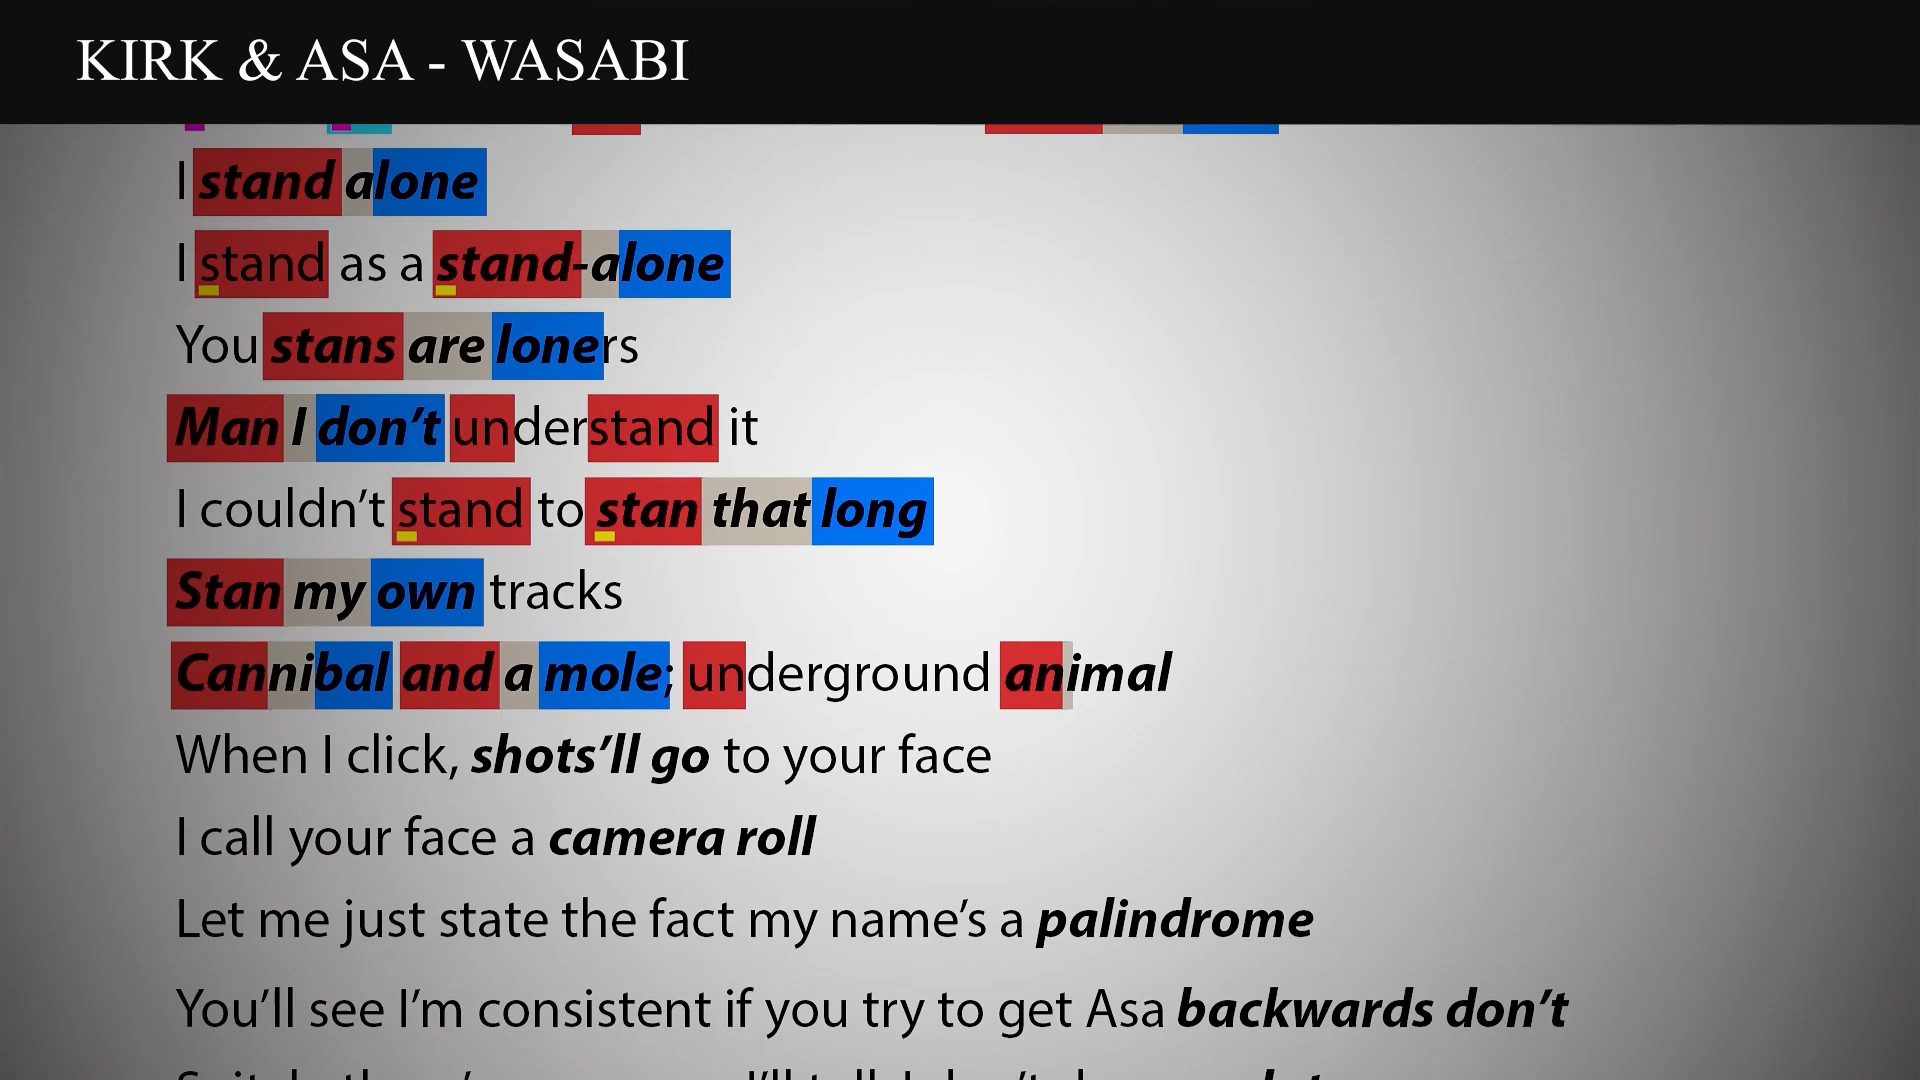 KIRK & ASA - WASABI
I stand alone
I stand as a stand-alone
You stans are loners
Man I don’t understand it
I couldn’t stand to stan that long
Stan my own tracks
Cannibal and a mole; underground animal
When I click, shots’ll go to your face
I call your face a camera roll
Let me just state the fact my name’s a palindrome
You’ll see I’m consistent if you try to get Asa backwards don’t